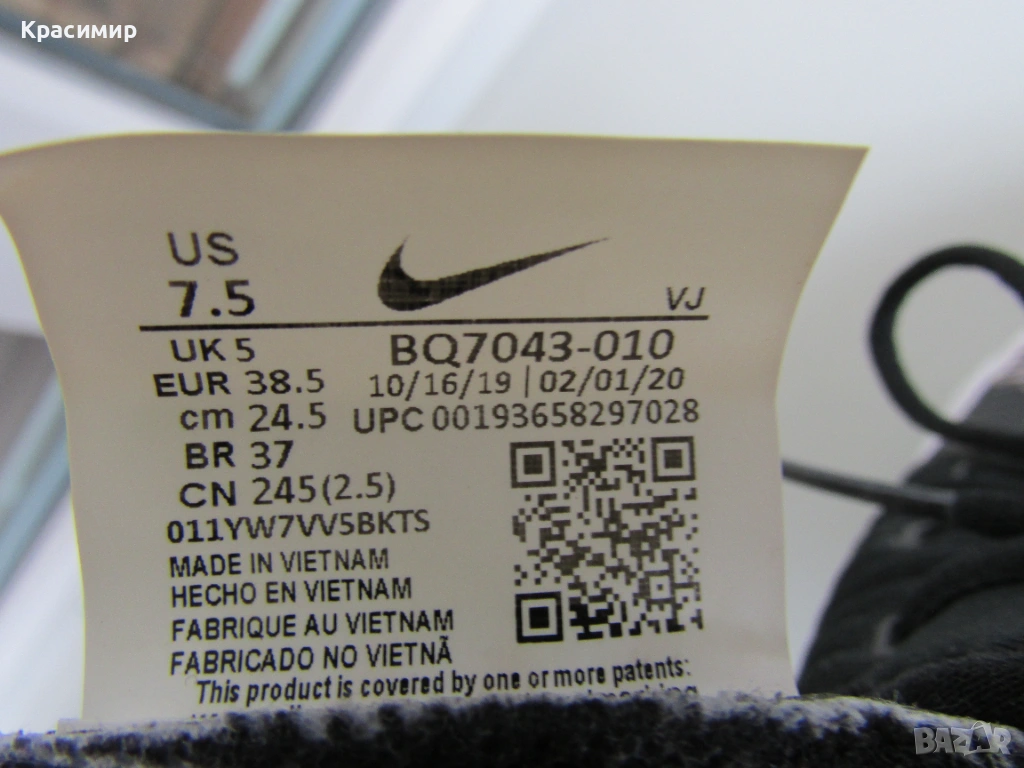 Красимир
US
7.5
VJ
UK 5
BQ7043-010
EUR 38.5
10/16/19 | 02/01/20
cm 24.5
UPC 00193658297028
BR 37
CN 245(2.5)
011YW7VV5BKTS
MADE IN VIETNAM
HECHO EN VIETNAM
FABRIQUE AU VIETNAM
FABRICADO NO VIETNÃ
This product is covered by one or more patents:
BAZAR